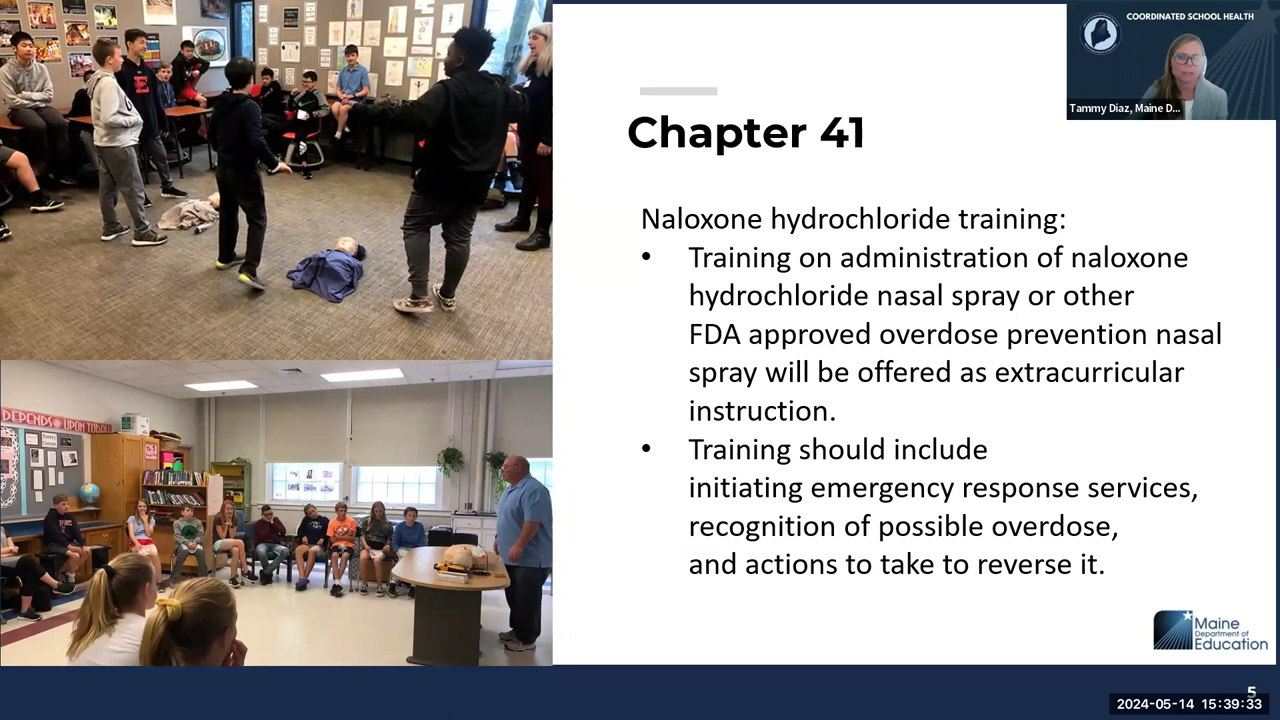 COORDINATED SCHOOL HEALTH
Tammy Diaz, Maine D...
Chapter 41
Naloxone hydrochloride training:
• Training on administration of naloxone
hydrochloride nasal spray or other
FDA approved overdose prevention nasal
spray will be offered as extracurricular
instruction.
• Training should include
initiating emergency response services,
recognition of possible overdose,
and actions to take to reverse it.
DEPENDS UPON TODAY
Poetry
Corner
Maine
Department of
Education
5
2024-05-14 15:39:33